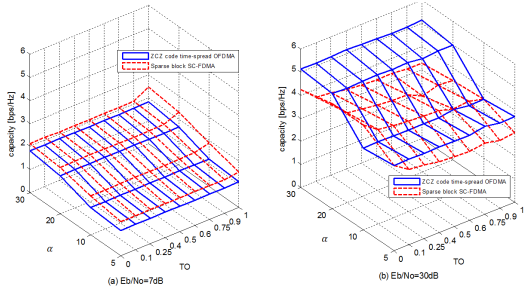 6
5
4
3
2
1
0
capacity [bps/Hz]
ZCZ code time-spread OFDMA
Sparse block SC-FDMA
30
20
10
5
α
0 0.1 0.25 0.4 0.5 0.6 0.75 0.9 1
TO
(a) Eb/No=7dB
6
5
4
3
2
1
0
capacity [bps/Hz]
ZCZ code time-spread OFDMA
Sparse block SC-FDMA
30
20
10
5
α
0 0.1 0.25 0.4 0.5 0.6 0.75 0.9 1
TO
(b) Eb/No=30dB